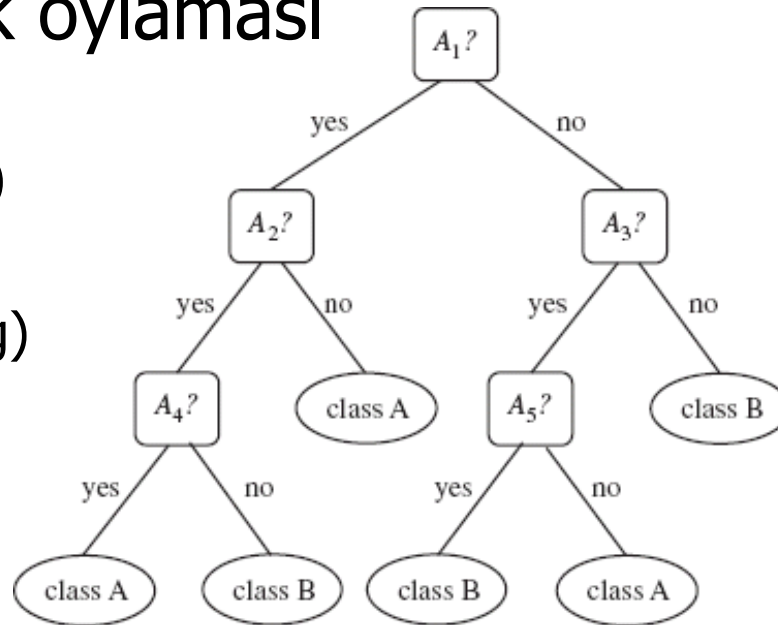 k oylaması
)
g)
A1?
yes
no
A2?
A3?
yes
no
yes
no
A4?
class A
A5?
class B
yes
no
yes
no
class A
class B
class B
class A